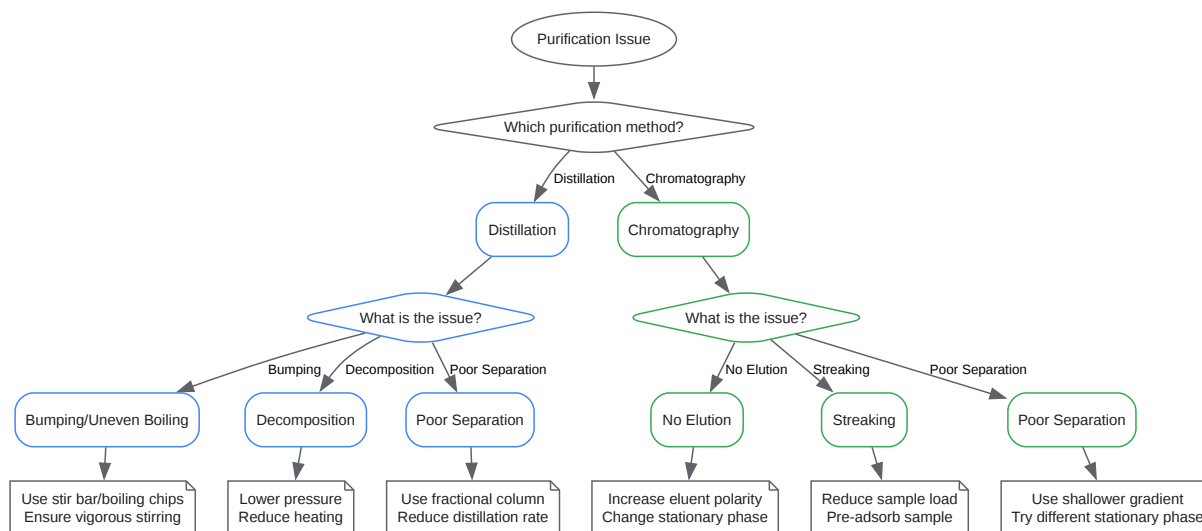 Purification Issue
Which purification method?
Distillation
Chromatography
Distillation
Chromatography
What is the issue?
What is the issue?
Bumping
Decomposition
Poor Separation
No Elution
Streaking
Poor Separation
Bumping/Uneven Boiling
Decomposition
Poor Separation
No Elution
Streaking
Poor Separation
Use stir bar/boiling chips
Ensure vigorous stirring
Lower pressure
Reduce heating
Use fractional column
Reduce distillation rate
Increase eluent polarity
Change stationary phase
Reduce sample load
Pre-adsorb sample
Use shallower gradient
Try different stationary phase